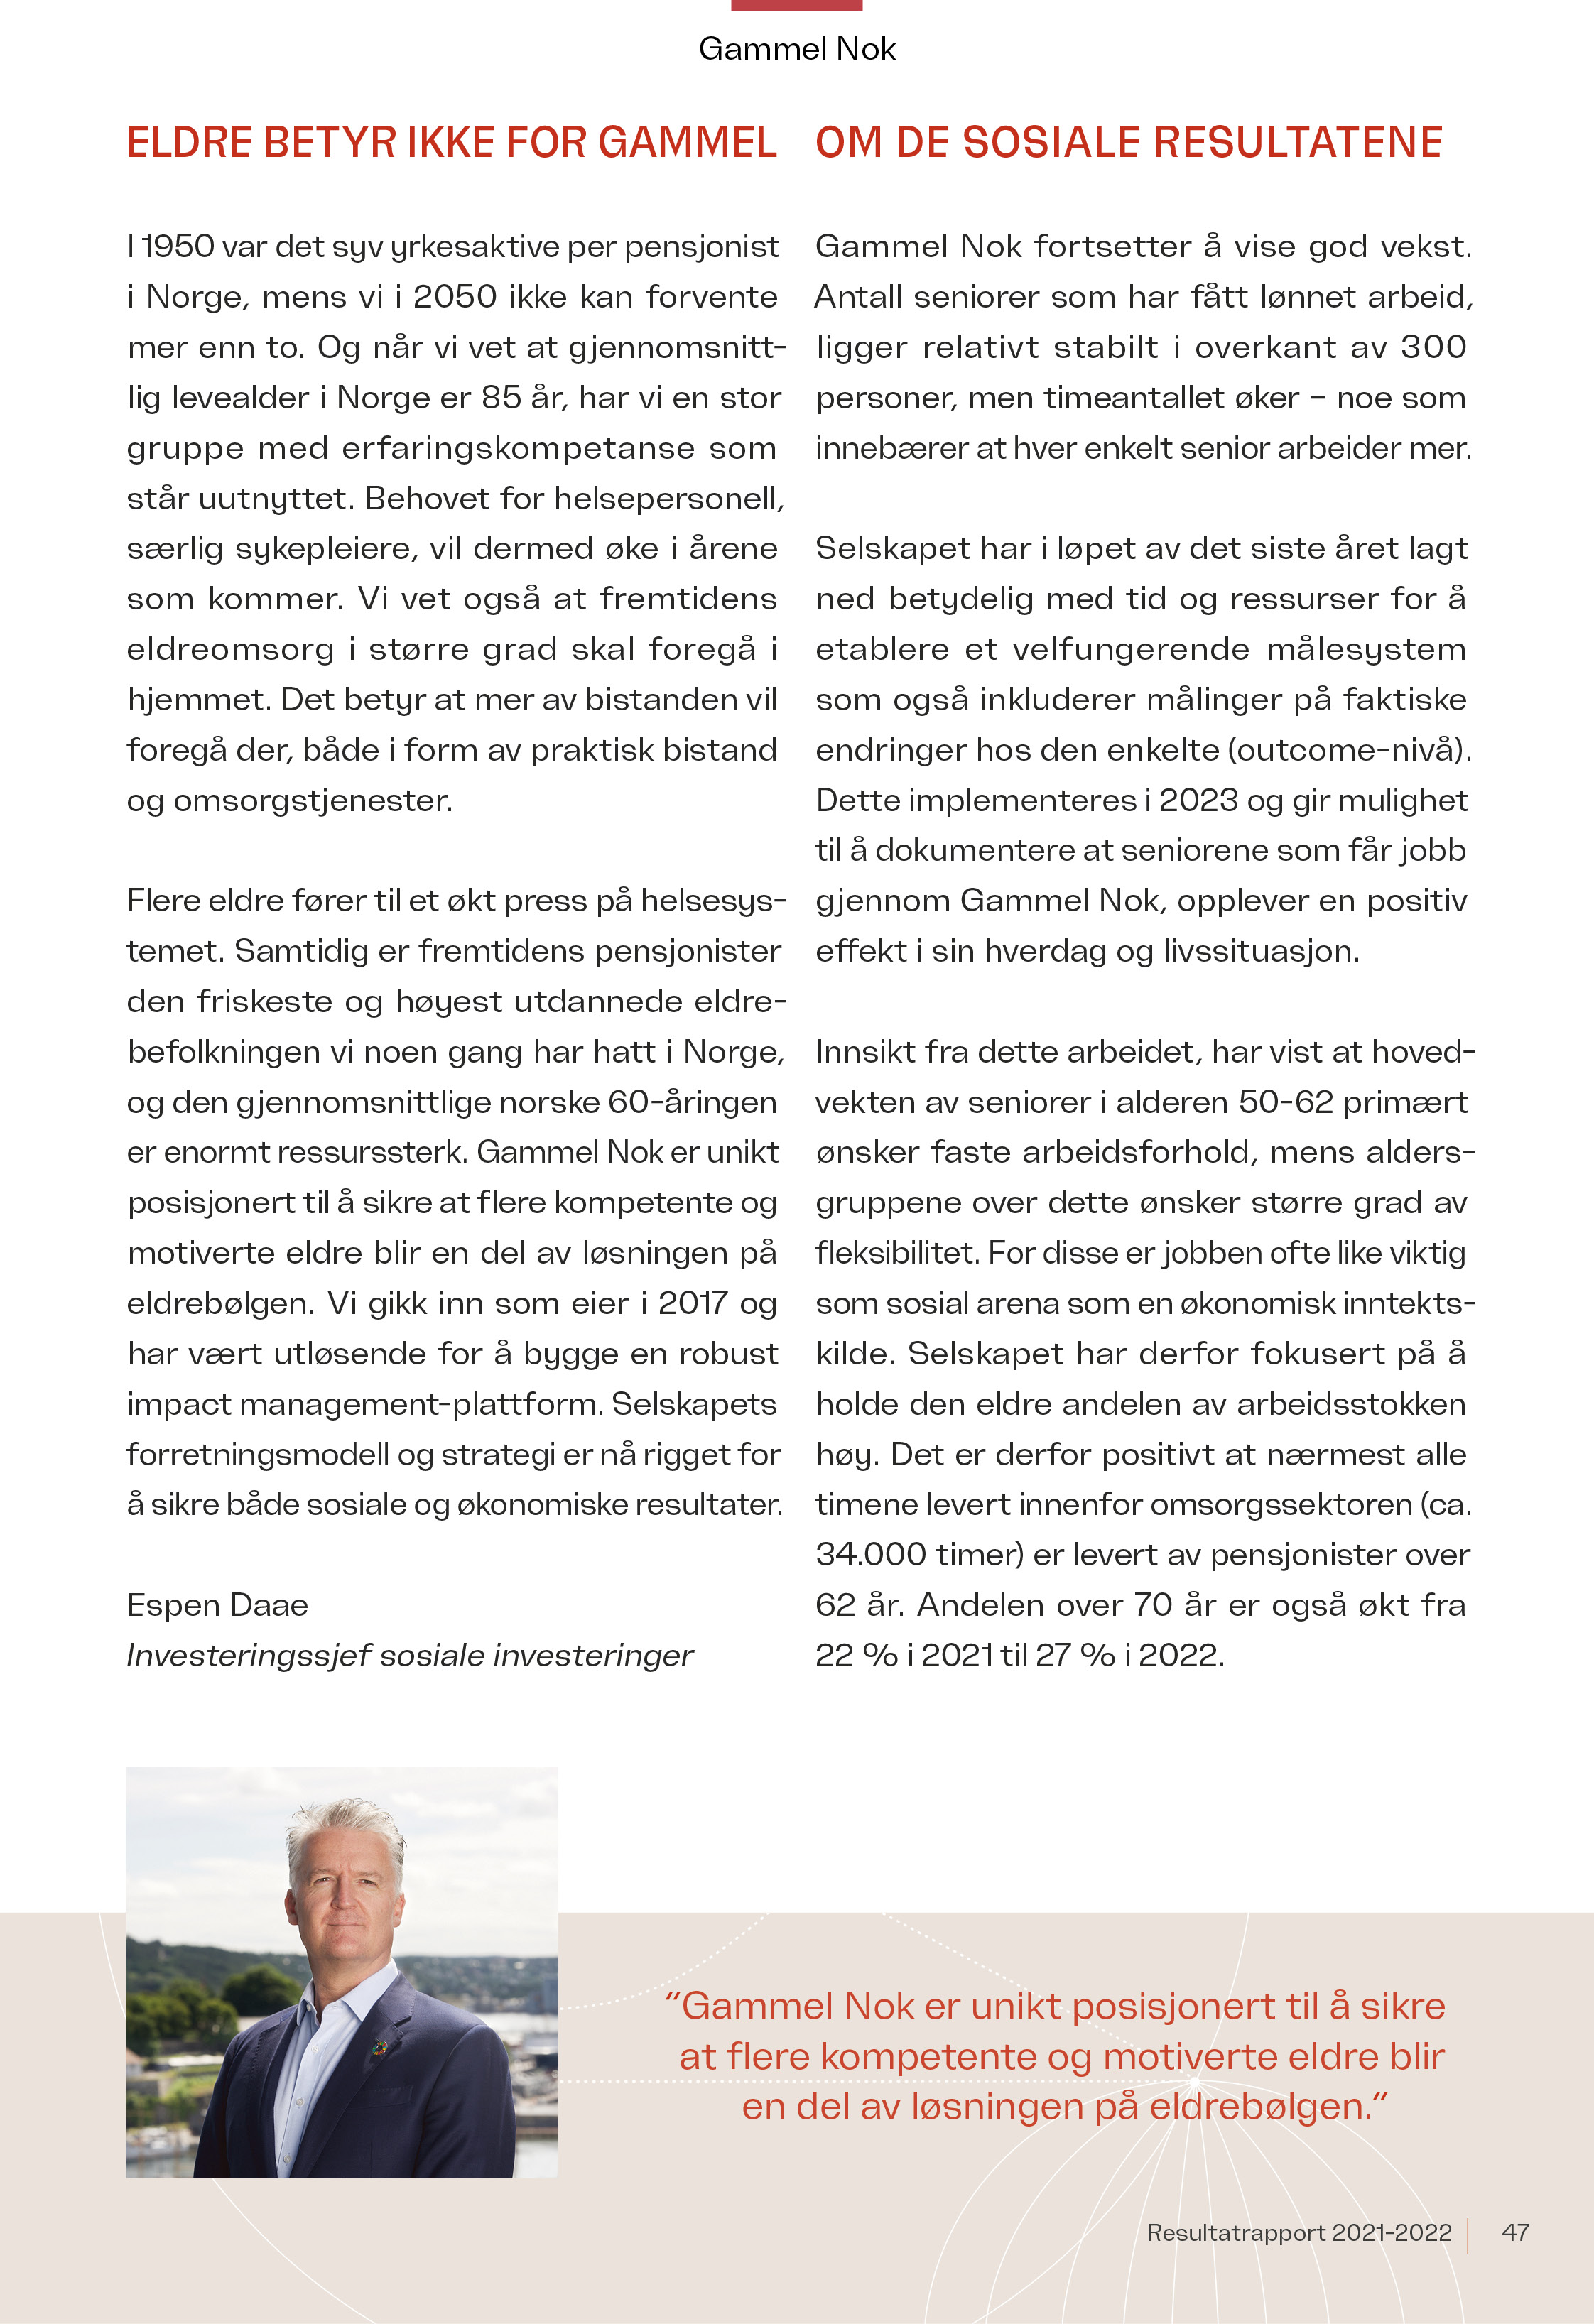 Gammel Nok
ELDRE BETYR IKKE FOR GAMMEL
I 1950 var det syv yrkesaktive per pensjonist
i Norge, mens vi i 2050 ikke kan forvente
mer enn to. Og når vi vet at gjennomsnitt-
lig levealder i Norge er 85 år, har vi en stor
gruppe med erfaringskompetanse som
står uutnyttet. Behovet for helsepersonell,
særlig sykepleiere, vil dermed øke i årene
som kommer. Vi vet også at fremtidens
eldreomsorg i større grad skal foregå i
hjemmet. Det betyr at mer av bistanden vil
foregå der, både i form av praktisk bistand
og omsorgstjenester.
Flere eldre fører til et økt press på helsesys-
temet. Samtidig er fremtidens pensjonister
den friskeste og høyest utdannede eldre-
befolkningen vi noen gang har hatt i Norge,
og den gjennomsnittlige norske 60-åringen
er enormt ressurssterk. Gammel Nok er unikt
posisjonert til å sikre at flere kompetente og
motiverte eldre blir en del av løsningen på
eldrebølgen. Vi gikk inn som eier i 2017 og
har vært utløsende for å bygge en robust
impact management-plattform. Selskapets
forretningsmodell og strategi er nå rigget for
å sikre både sosiale og økonomiske resultater.
Espen Daae
Investeringssjef sosiale investeringer
OM DE SOSIALE RESULTATENE
Gammel Nok fortsetter å vise god vekst.
Antall seniorer som har fått lønnet arbeid,
ligger relativt stabilt i overkant av 300
personer, men timeantallet øker – noe som
innebærer at hver enkelt senior arbeider mer.
Selskapet har i løpet av det siste året lagt
ned betydelig med tid og ressurser for å
etablere et velfungerende målesystem
som også inkluderer målinger på faktiske
endringer hos den enkelte (outcome-nivå).
Dette implementeres i 2023 og gir mulighet
til å dokumentere at seniorene som får jobb
gjennom Gammel Nok, opplever en positiv
effekt i sin hverdag og livssituasjon.
Innsikt fra dette arbeidet, har vist at hoved-
vekten av seniorer i alderen 50-62 primært
ønsker faste arbeidsforhold, mens alders-
gruppene over dette ønsker større grad av
fleksibilitet. For disse er jobben ofte like viktig
som sosial arena som en økonomisk inntekts-
kilde. Selskapet har derfor fokusert på å
holde den eldre andelen av arbeidsstokken
høy. Det er derfor positivt at nærmest alle
timene levert innenfor omsorgssektoren (ca.
34.000 timer) er levert av pensjonister over
62 år. Andelen over 70 år er også økt fra
22 % i 2021 til 27 % i 2022.
“Gammel Nok er unikt posisjonert til å sikre
at flere kompetente og motiverte eldre blir
en del av løsningen på eldrebølgen.”
Resultatrapport 2021-2022
47